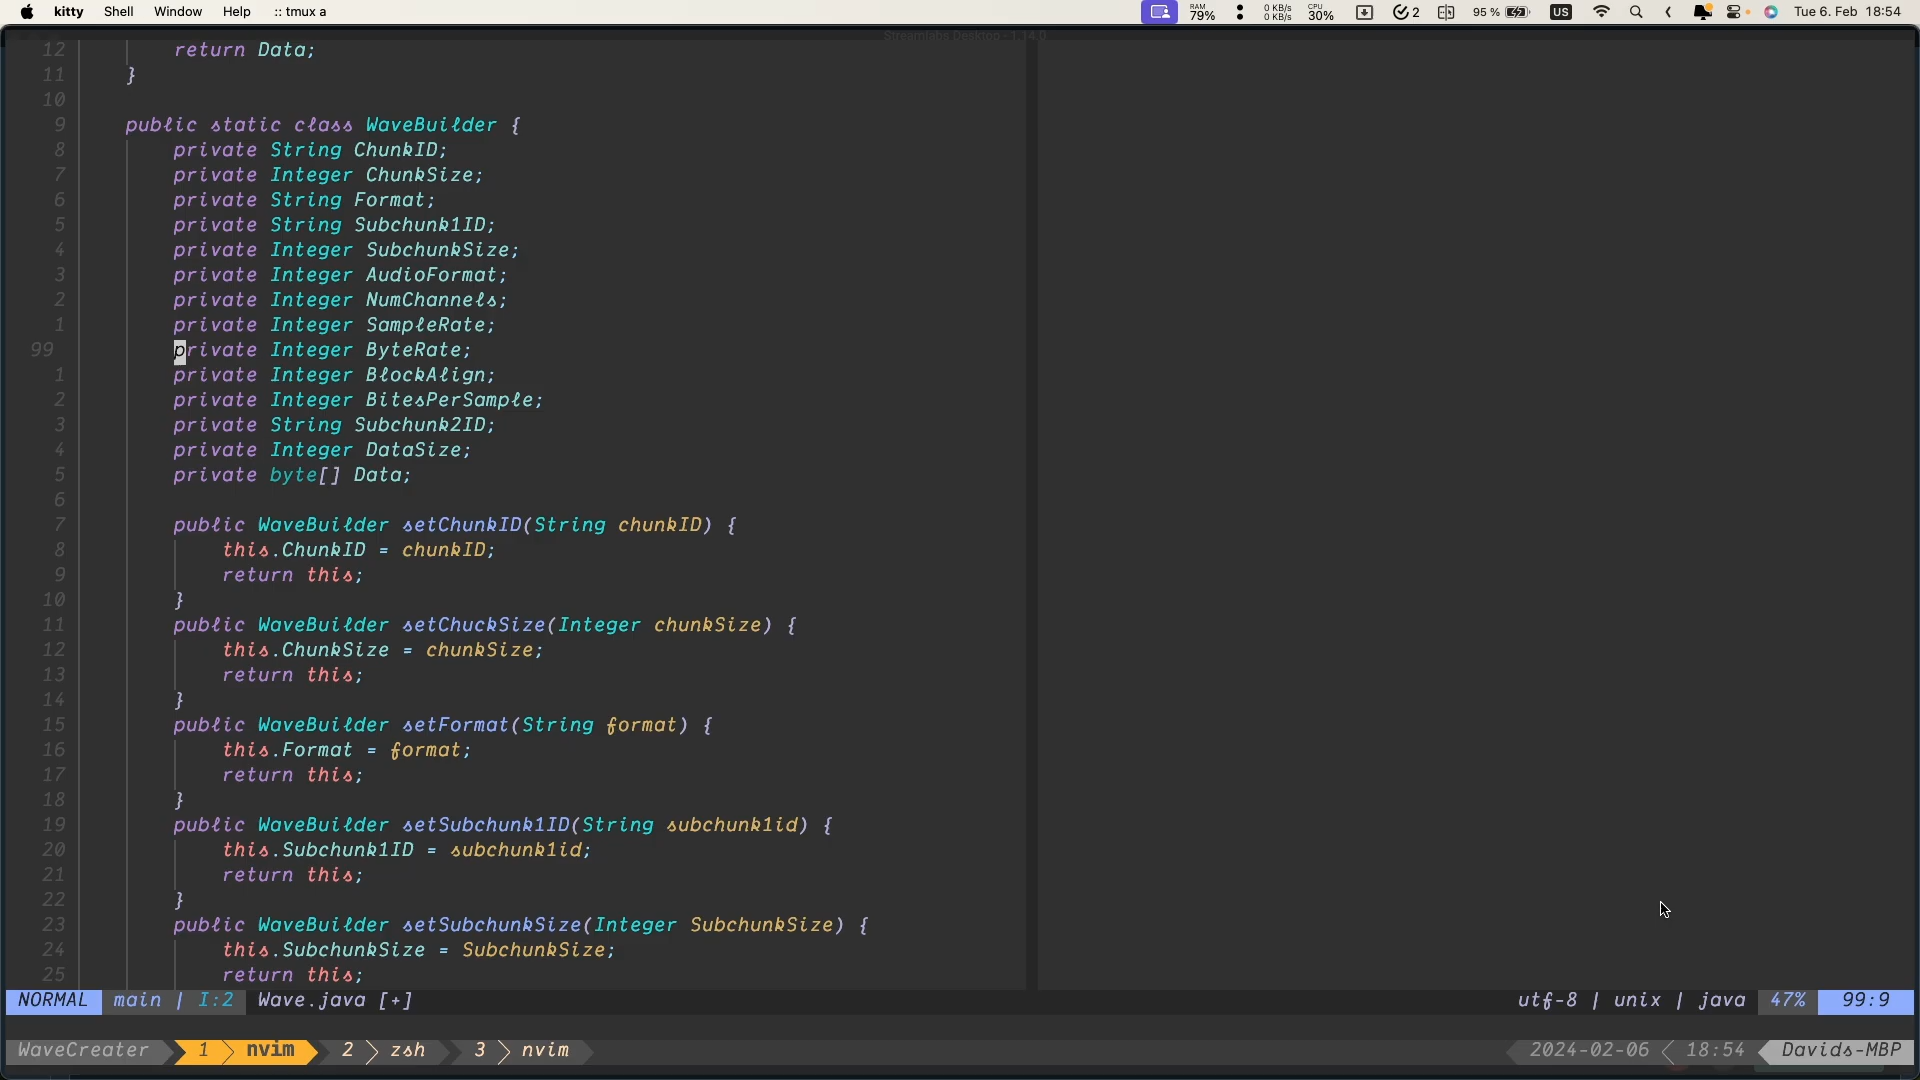 kitty Shell Window Help :: tmux a RAM 79% 0 KB/s 0 KB/s CPU 30% 2 95 % US Tue 6. Feb 18:54
Streamlabs Desktop - 1.14.0
12 return Data;
11 }
10
9 public static class WaveBuilder {
8 private String ChunkID;
7 private Integer ChunkSize;
6 private String Format;
5 private String Subchunk1ID;
4 private Integer SubchunkSize;
3 private Integer AudioFormat;
2 private Integer NumChannels;
1 private Integer SampleRate;
99 private Integer ByteRate;
1 private Integer BlockAlign;
2 private Integer BitesPerSample;
3 private String Subchunk2ID;
4 private Integer DataSize;
5 private byte[] Data;
6
7 public WaveBuilder setChunkID(String chunkID) {
8 this.ChunkID = chunkID;
9 return this;
10 }
11 public WaveBuilder setChuckSize(Integer chunkSize) {
12 this.ChunkSize = chunkSize;
13 return this;
14 }
15 public WaveBuilder setFormat(String format) {
16 this.Format = format;
17 return this;
18 }
19 public WaveBuilder setSubchunk1ID(String subchunk1id) {
20 this.Subchunk1ID = subchunk1id;
21 return this;
22 }
23 public WaveBuilder setSubchunkSize(Integer SubchunkSize) {
24 this.SubchunkSize = SubchunkSize;
25 return this;
NORMAL main | I:2 Wave.java [+] utf-8 | unix | java 47% 99:9
WaveCreater 1 nvim 2 zsh 3 nvim 2024-02-06 18:54 Davids-MBP